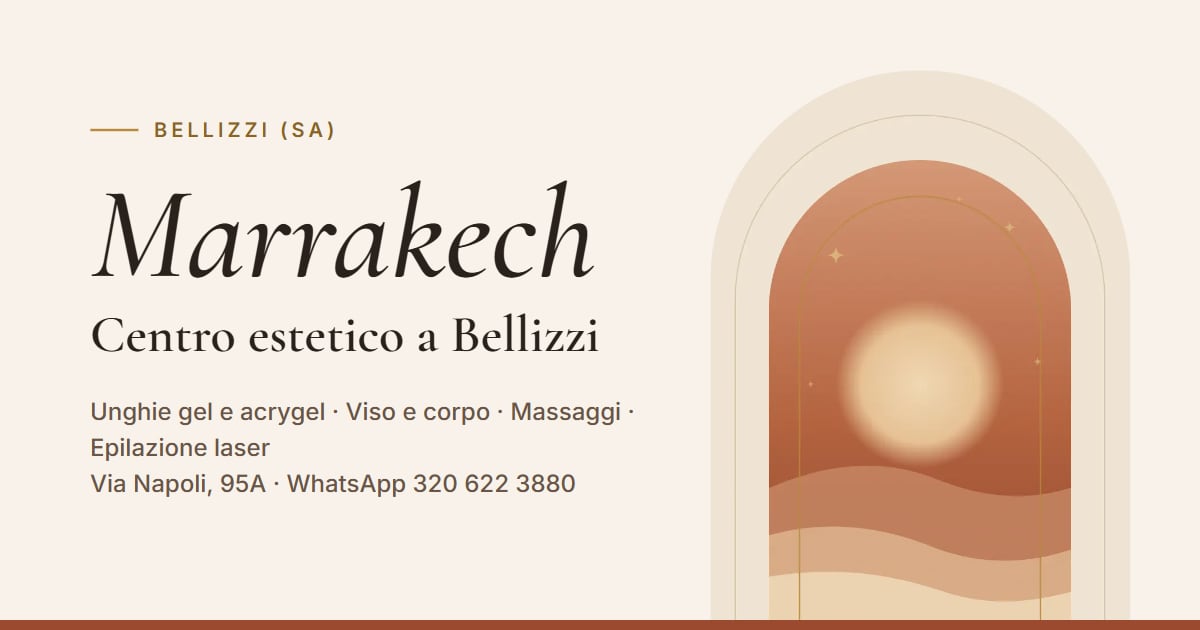 BELLIZZI (SA)
Marrakech
Centro estetico a Bellizzi
Unghie gel e acrygel · Viso e corpo · Massaggi ·
Epilazione laser
Via Napoli, 95A · WhatsApp 320 622 3880